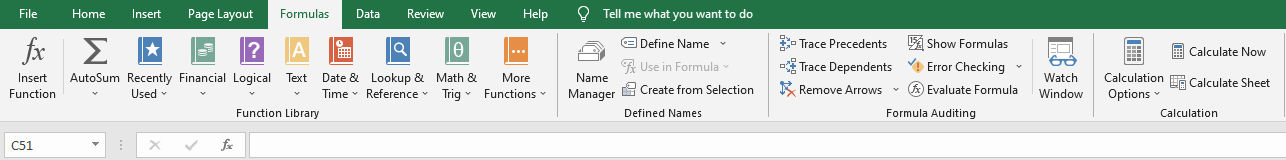 File Home Insert Page Layout Formulas Data Review View Help Tell me what you want to do
fx Insert Function
Σ AutoSum
Recently Used
Financial
Logical
A Text
Date & Time
Lookup & Reference
θ Math & Trig
More Functions
Function Library
Name Manager
Define Name
Use in Formula
Create from Selection
Defined Names
Trace Precedents
Trace Dependents
Remove Arrows
Show Formulas
Error Checking
Evaluate Formula
Watch Window
Formula Auditing
Calculation Options
Calculate Now
Calculate Sheet
Calculation
C51 fx